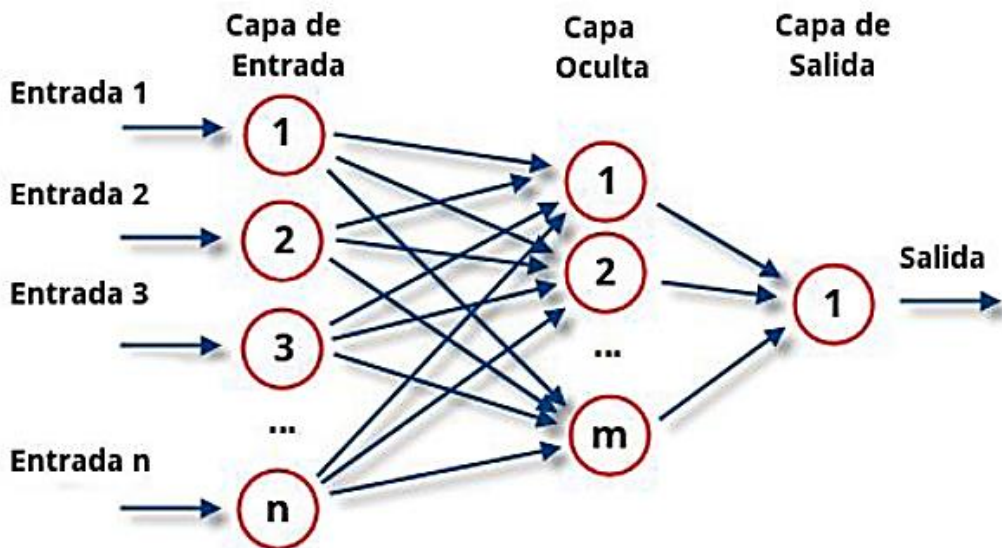 Capa de
Entrada
Capa
Oculta
Capa de
Salida
Entrada 1
1
Entrada 2
2
Entrada 3
3
...
Entrada n
n
1
2
...
m
1
Salida